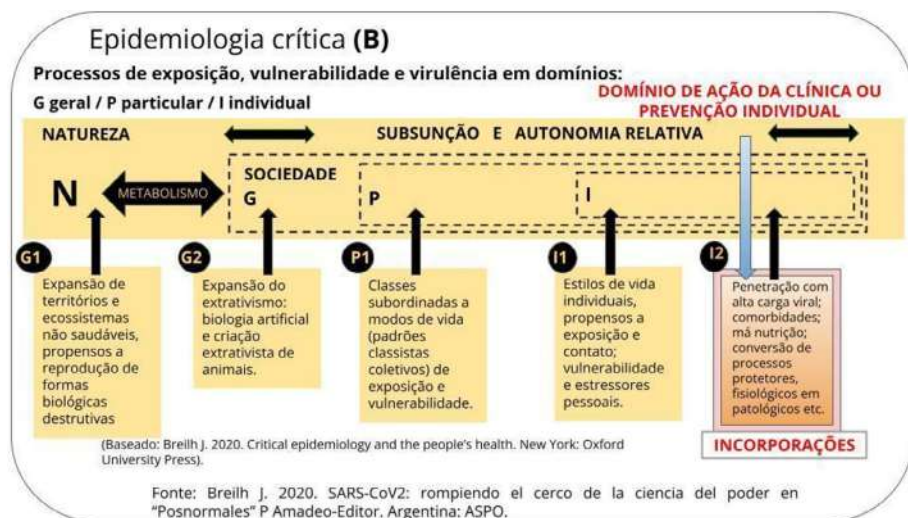 Epidemiologia crítica (B)
Processos de exposição, vulnerabilidade e virulência em domínios:
G geral / P particular / I individual
DOMÍNIO DE AÇÃO DA CLÍNICA OU
PREVENÇÃO INDIVIDUAL
NATUREZA
SUBSUNÇÃO E AUTONOMIA RELATIVA
N
METABOLISMO
SOCIEDADE
G
P
I
G1
Expansão de
territórios e
ecossistemas
não saudáveis,
propensos a
reprodução de
formas
biológicas
destrutivas
G2
Expansão do
extrativismo:
biologia artificial
e criação
extrativista de
animais.
P1
Classes
subordinadas a
modos de vida
(padrões
classistas
coletivos) de
exposição e
vulnerabilidade.
I1
Estilos de vida
individuais,
propensos a
exposição e
contato;
vulnerabilidade
e estressores
pessoais.
I2
Penetração com
alta carga viral;
comorbidades;
má nutrição;
conversão de
processos
protetores,
fisiológicos em
patológicos etc.
INCORPORAÇÕES
(Baseado: Breilh J. 2020. Critical epidemiology and the people's health. New York: Oxford
University Press).
Fonte: Breilh J. 2020. SARS-CoV2: rompiendo el cerco de la ciencia del poder en
"Posnormales" P Amadeo-Editor. Argentina: ASPO.